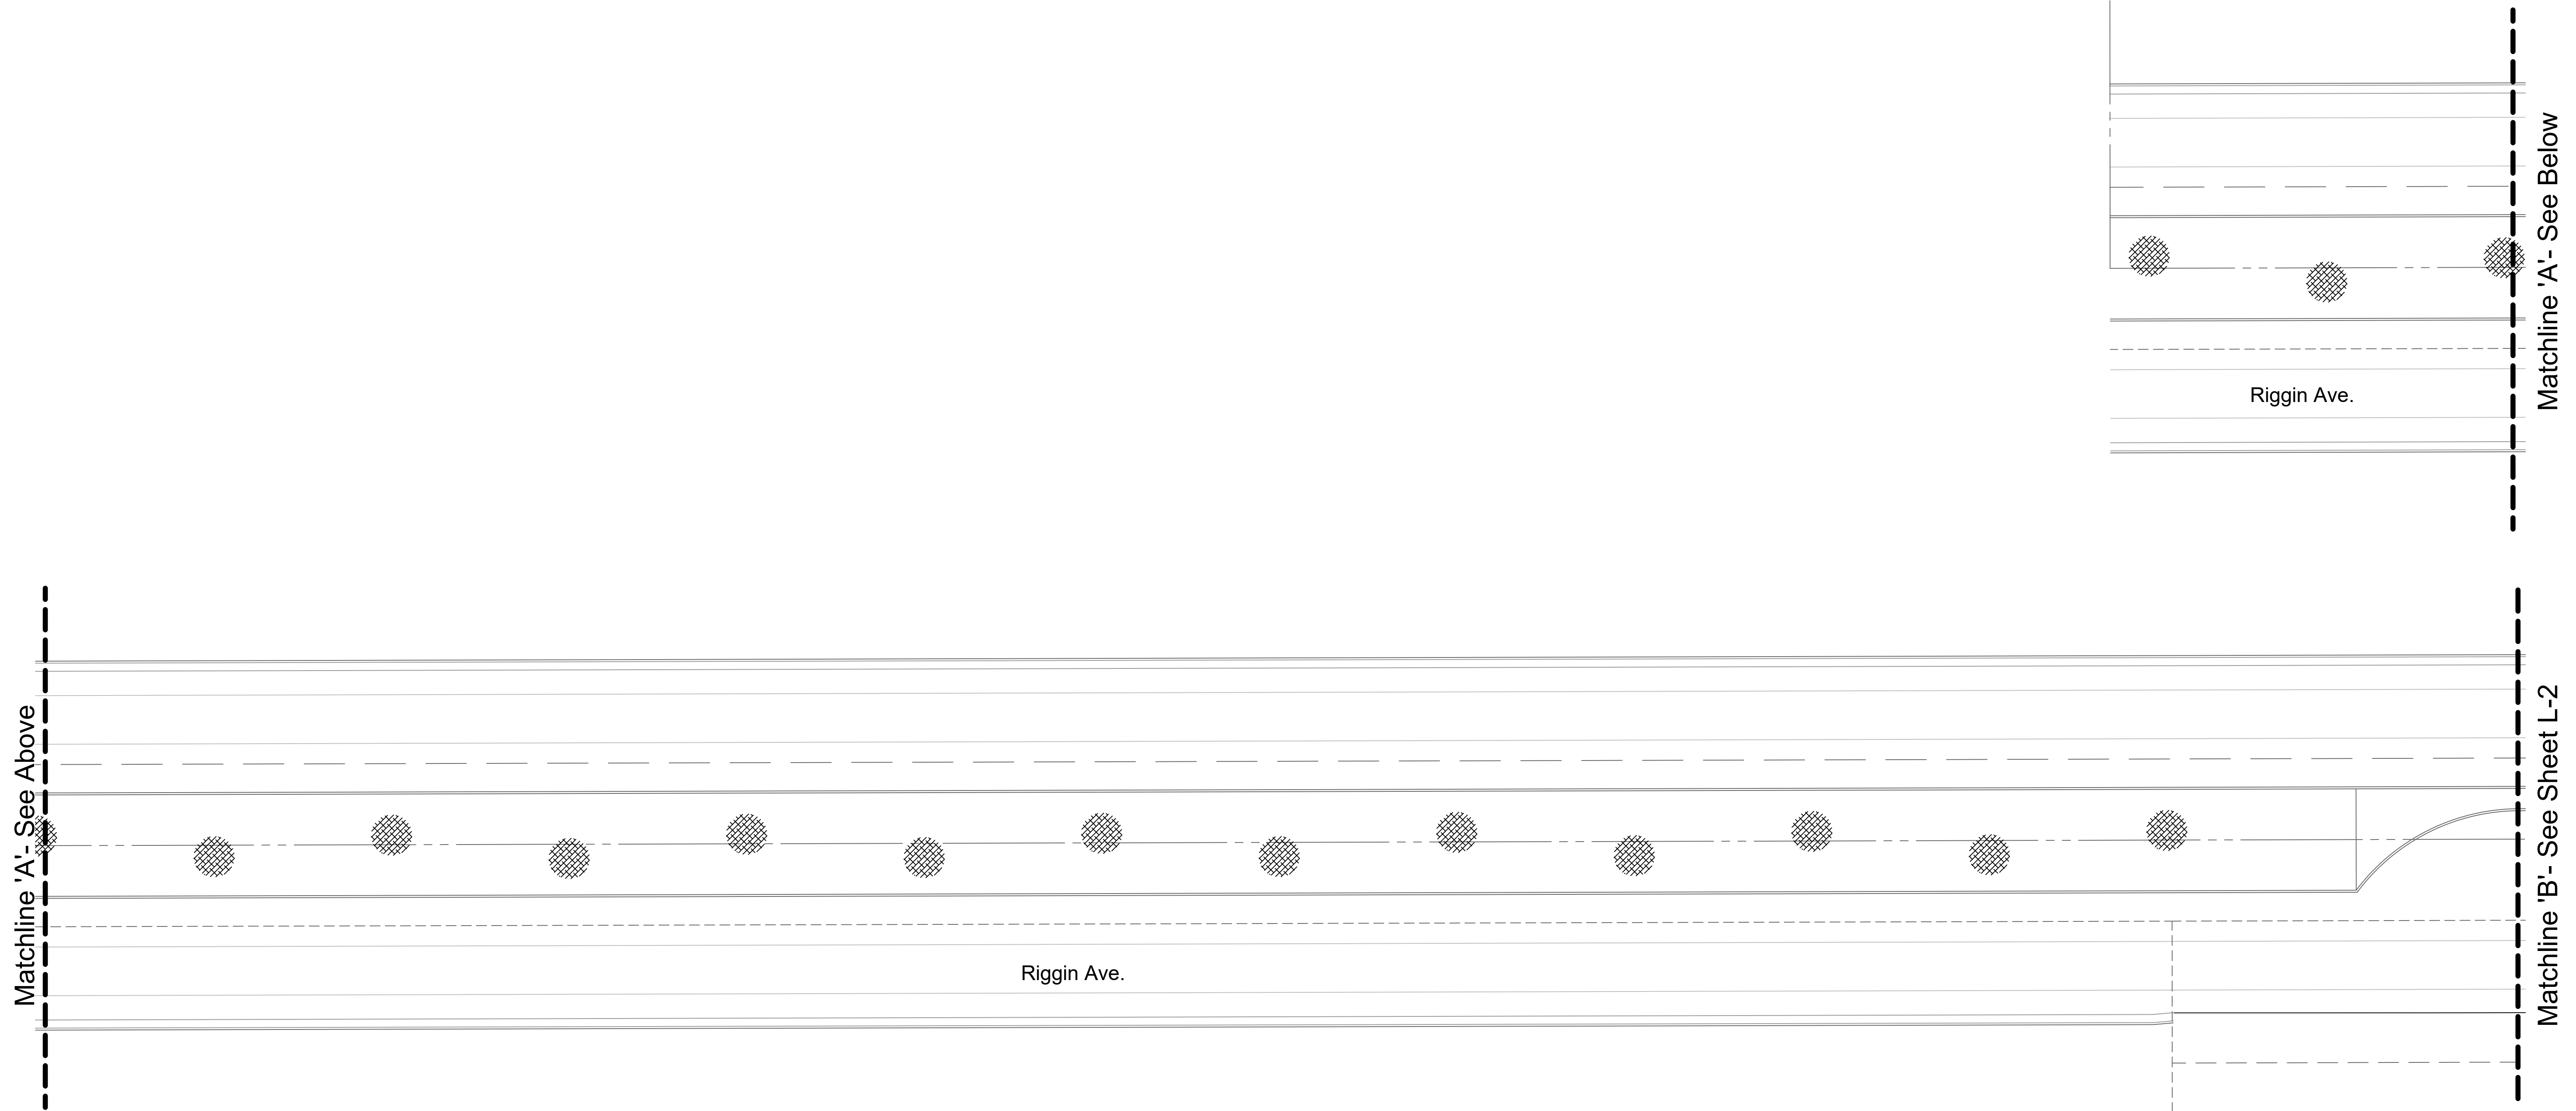 Matchline 'A'- See Below
Riggin Ave.
Matchline 'A'- See Above
Riggin Ave.
Matchline 'B'- See Sheet L-2